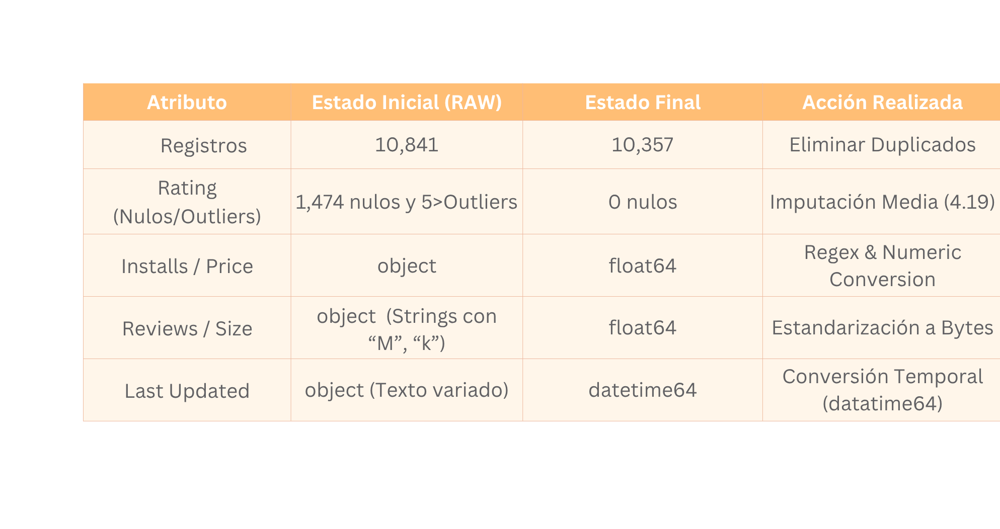 Atributo Estado Inicial (RAW) Estado Final Acción Realizada
Registros 10,841 10,357 Eliminar Duplicados
Rating
(Nulos/Outliers) 1,474 nulos y 5>Outliers 0 nulos Imputación Media (4.19)
Installs / Price object float64 Regex & Numeric
Conversion
Reviews / Size object (Strings con
“M”, “k”) float64 Estandarización a Bytes
Last Updated object (Texto variado) datetime64 Conversión Temporal
(datatime64)